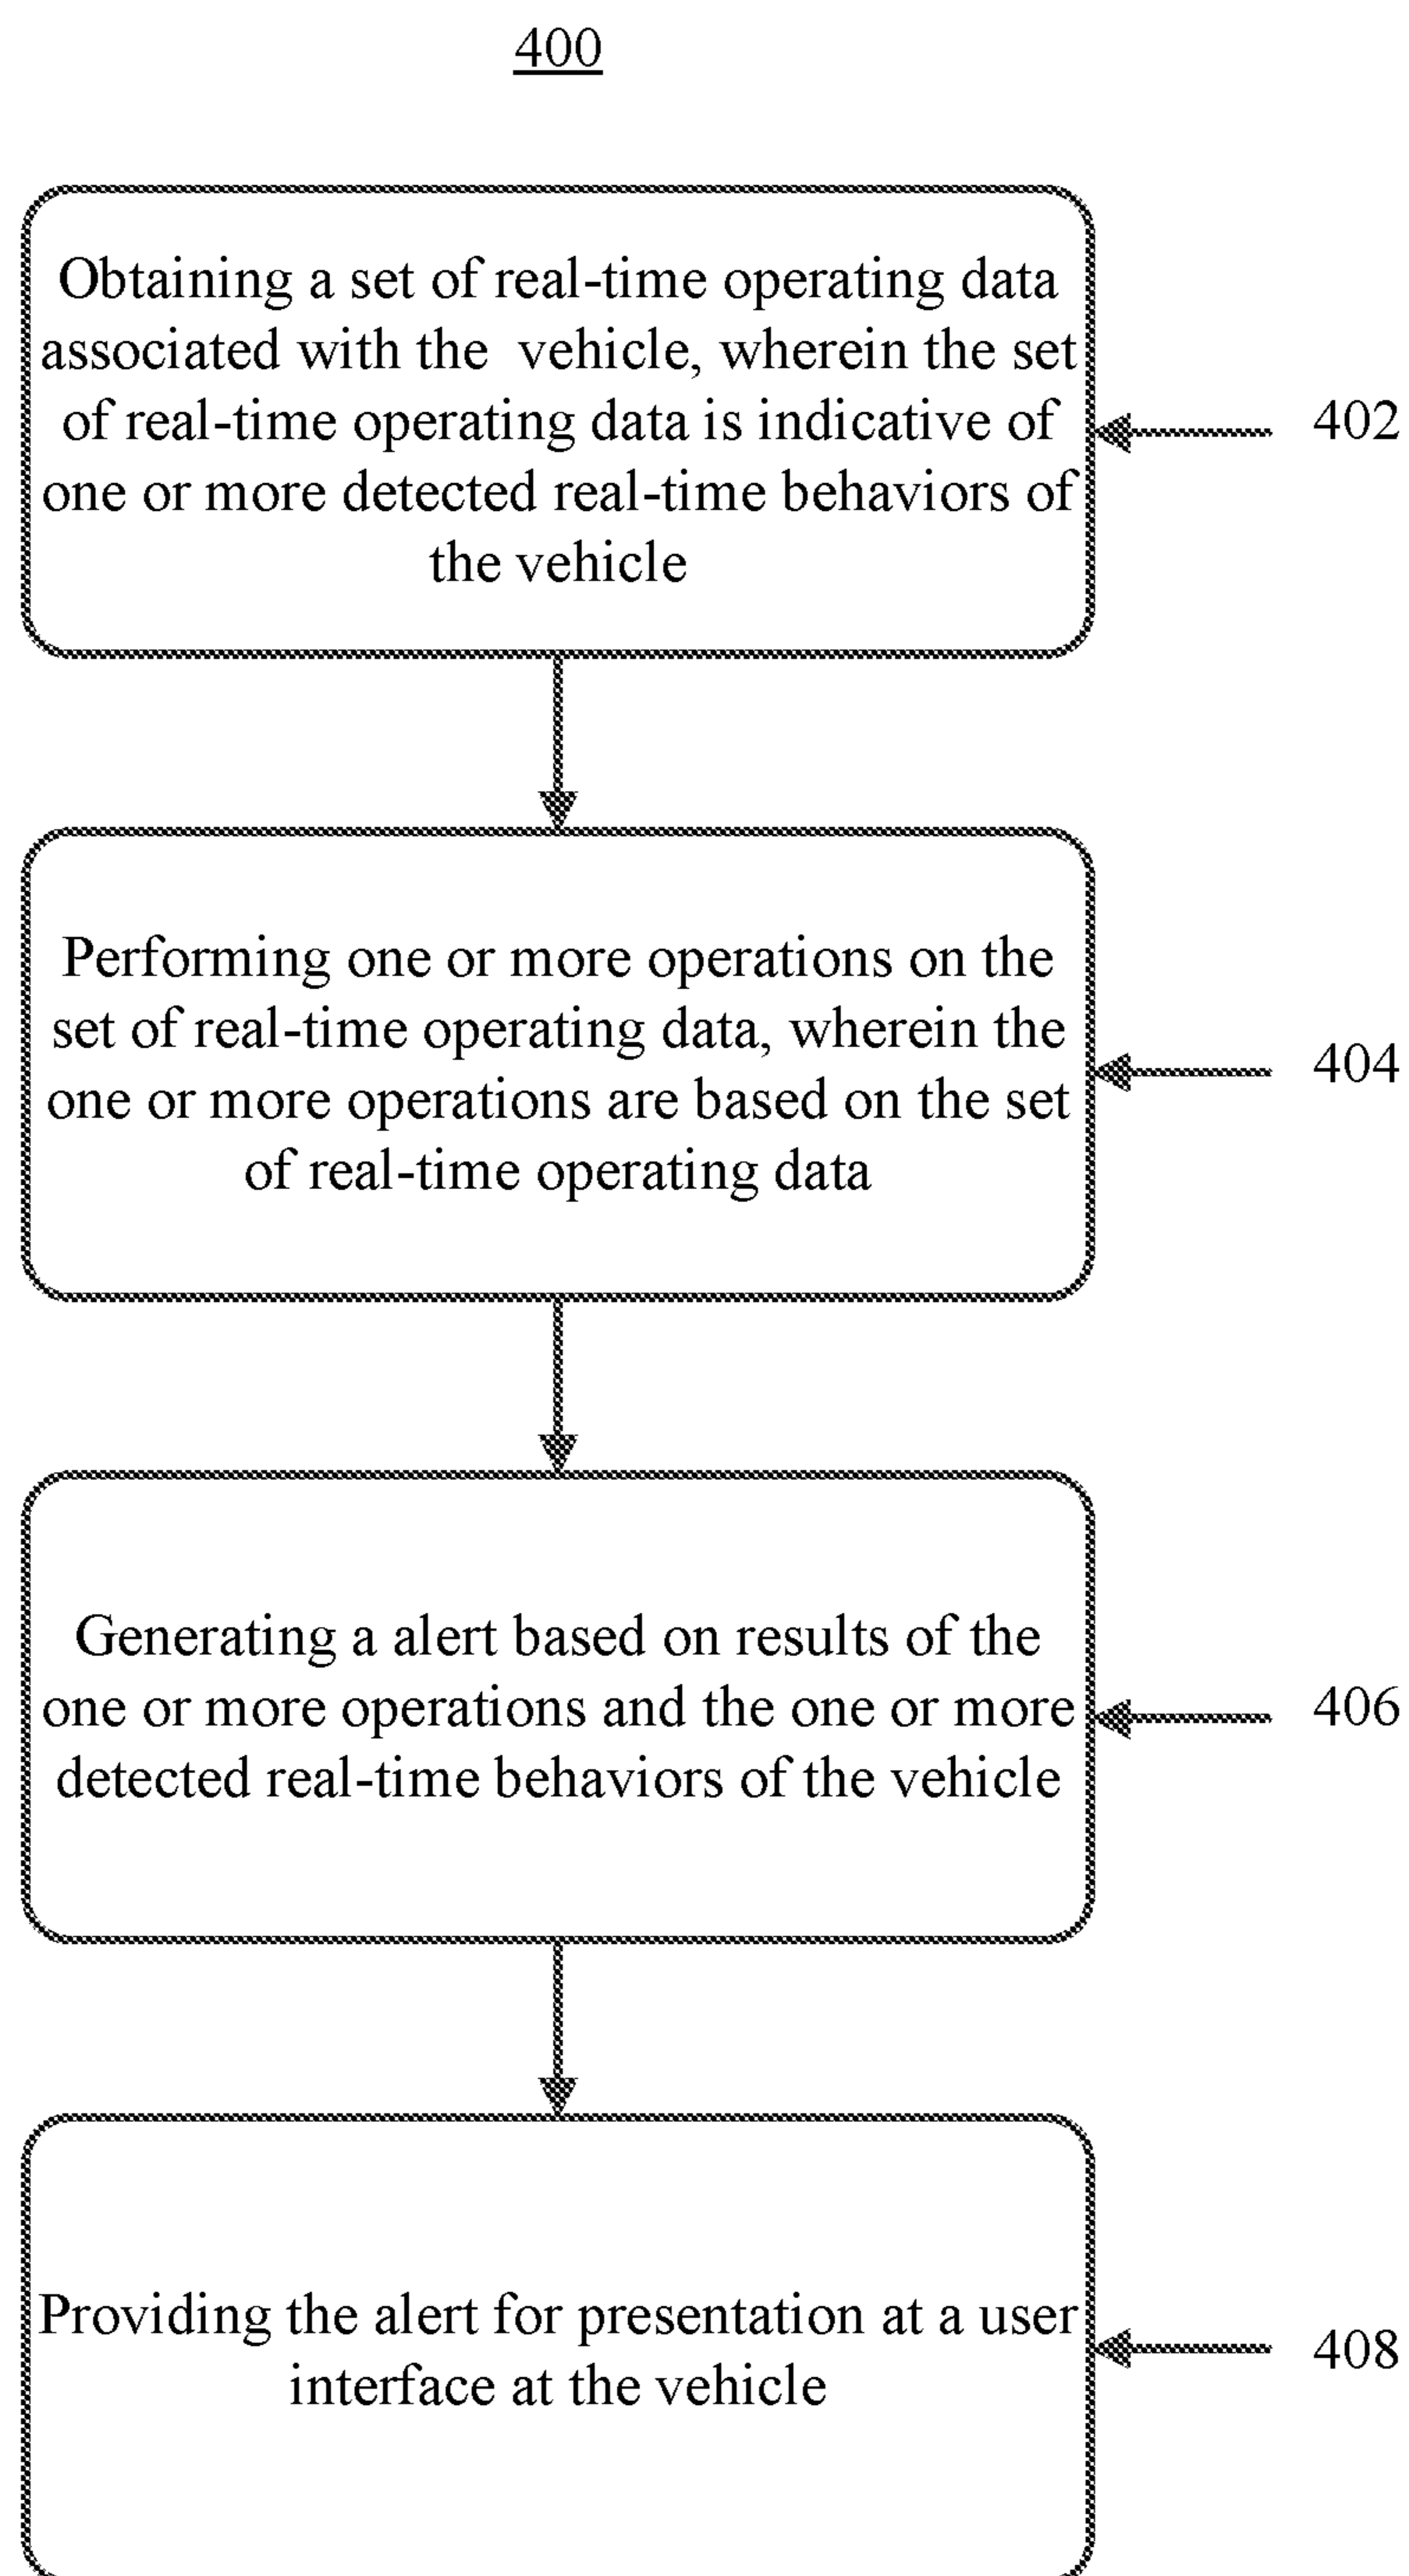 400
Obtaining a set of real-time operating data
associated with the vehicle, wherein the set
of real-time operating data is indicative of
one or more detected real-time behaviors of
the vehicle
402
Performing one or more operations on the
set of real-time operating data, wherein the
one or more operations are based on the set
of real-time operating data
404
Generating a alert based on results of the
one or more operations and the one or more
detected real-time behaviors of the vehicle
406
Providing the alert for presentation at a user
interface at the vehicle
408